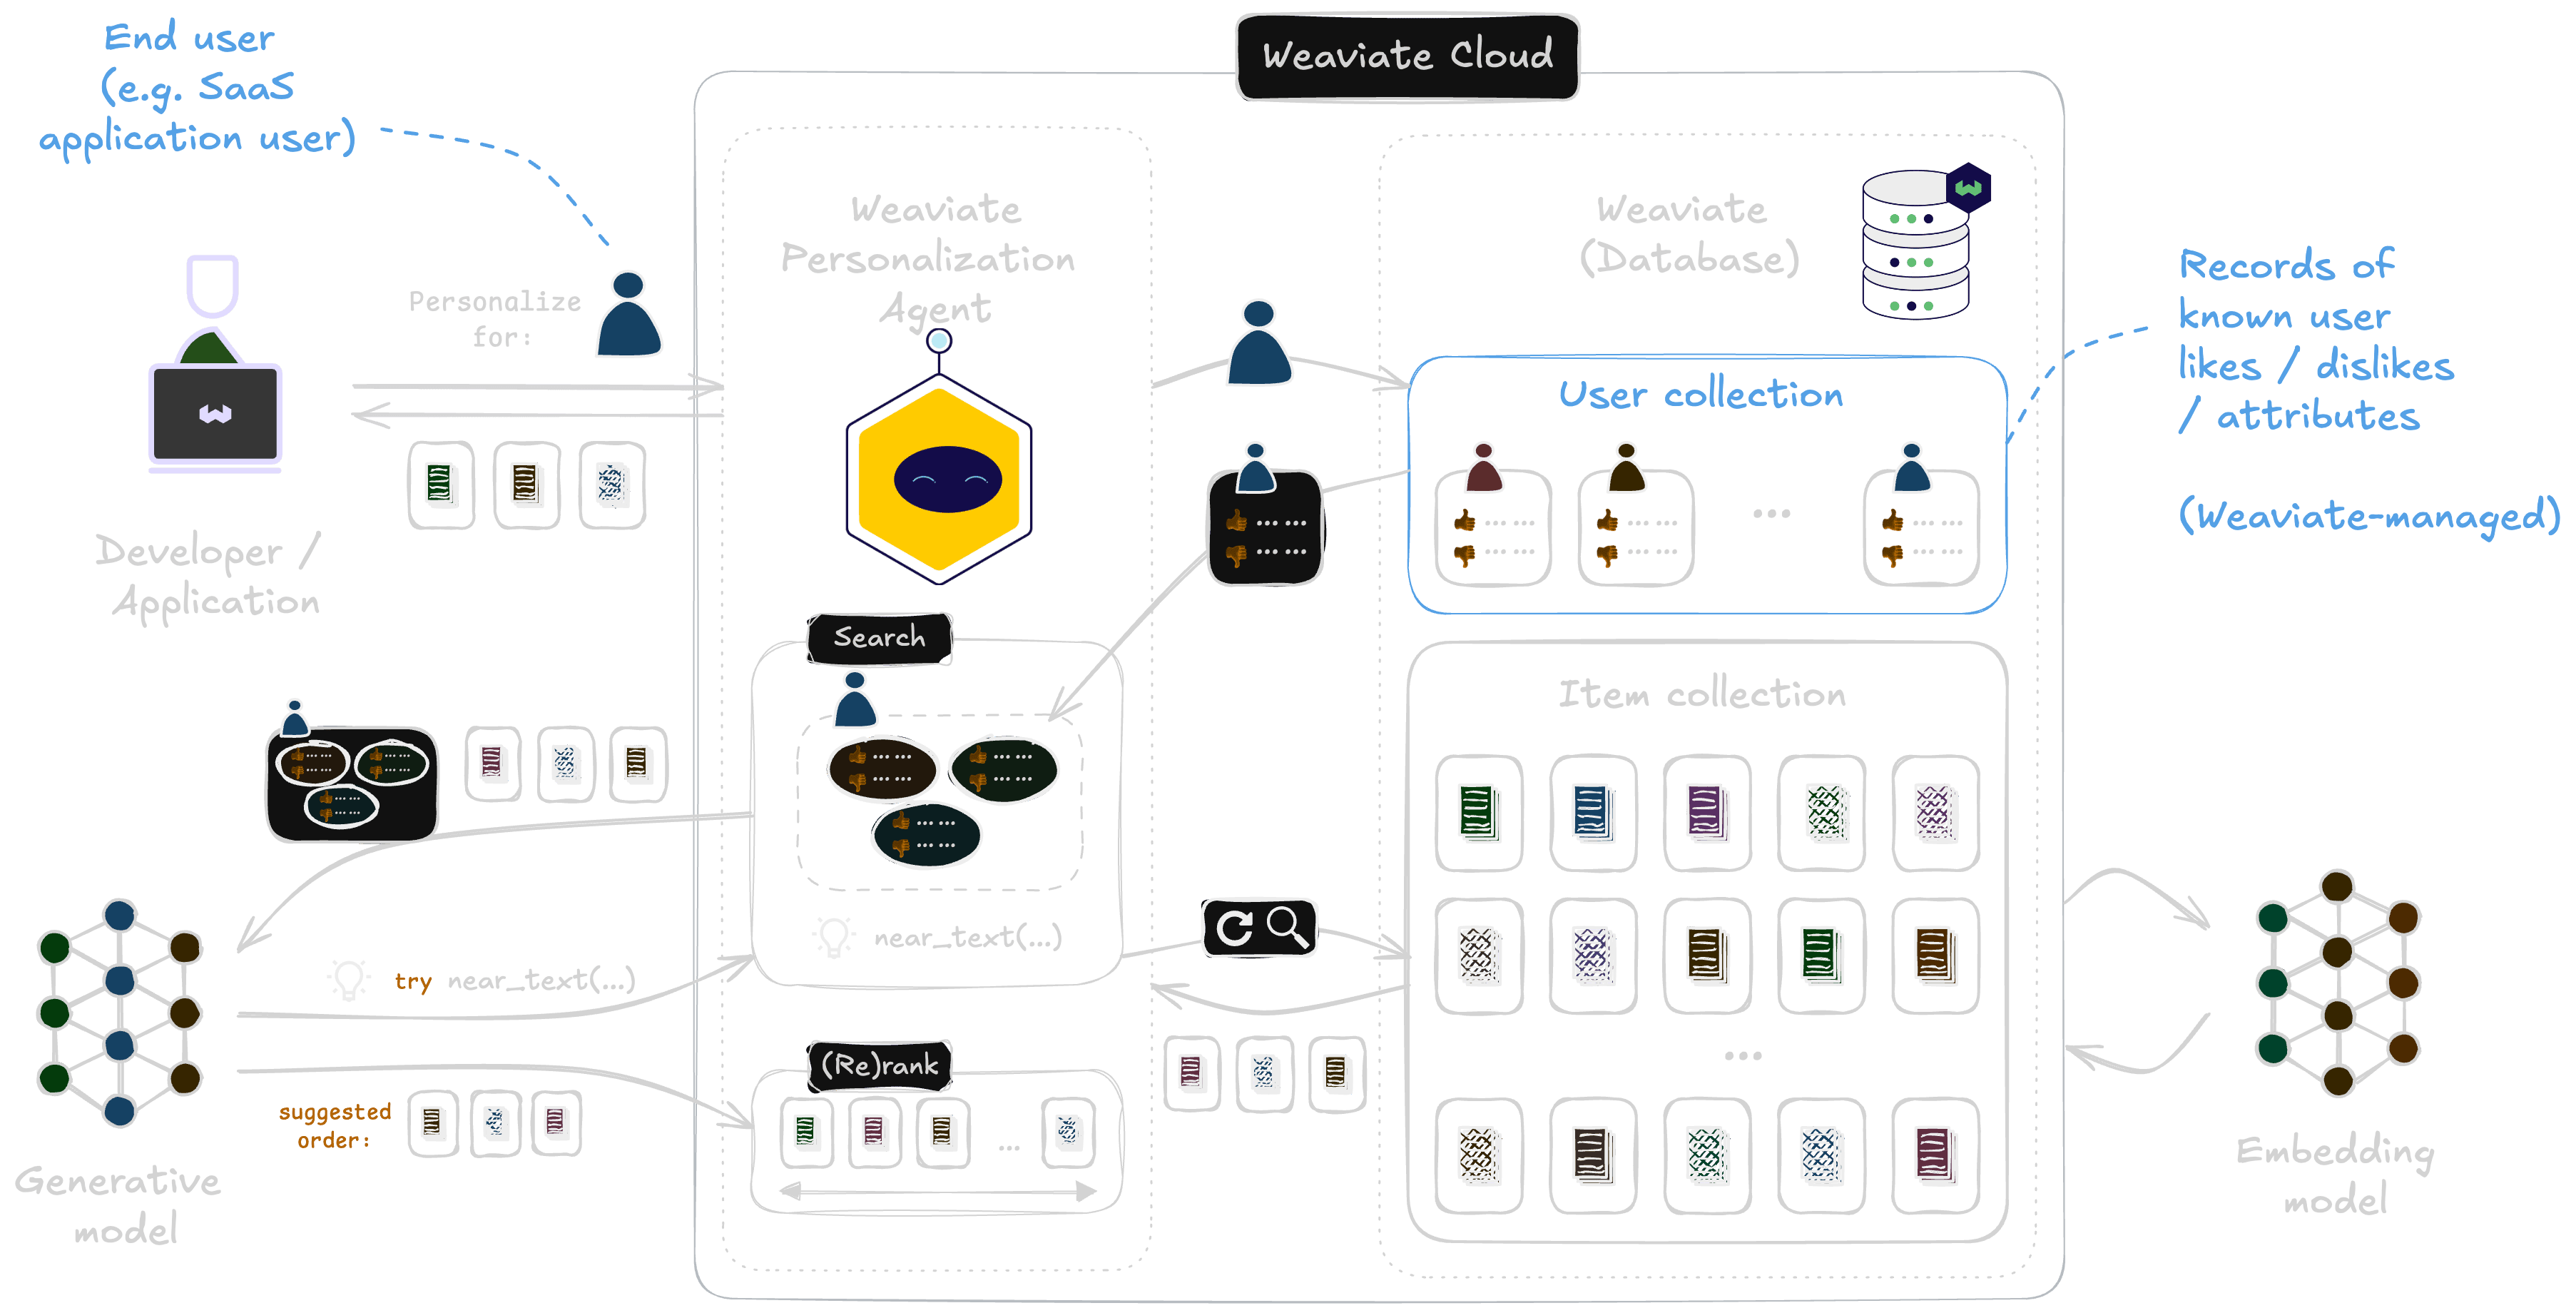 End user
(e.g. SaaS
application user)
Weaviate Cloud
Weaviate
Personalization
Agent
Weaviate
(Database)
Personalize
for:
Records of
known user
likes / dislikes
/ attributes
(Weaviate-managed)
User collection
...
Developer /
Application
Search
near_text(...)
Item collection
...
try near_text(...)
(Re)rank
...
suggested
order:
Generative
model
Embedding
model